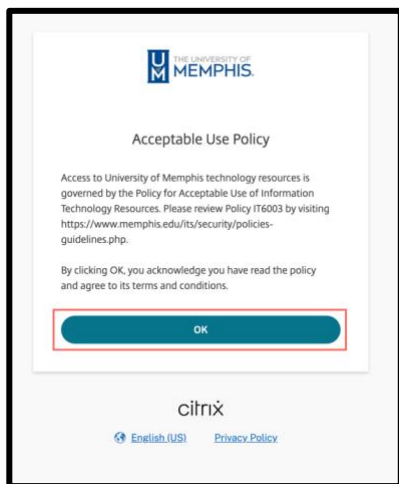 UM THE UNIVERSITY OF
MEMPHIS.
Acceptable Use Policy
Access to University of Memphis technology resources is
governed by the Policy for Acceptable Use of Information
Technology Resources. Please review Policy IT6003 by visiting
https://www.memphis.edu/its/security/policies-
guidelines.php.
By clicking OK, you acknowledge you have read the policy
and agree to its terms and conditions.
OK
citrix
English (US) Privacy Policy